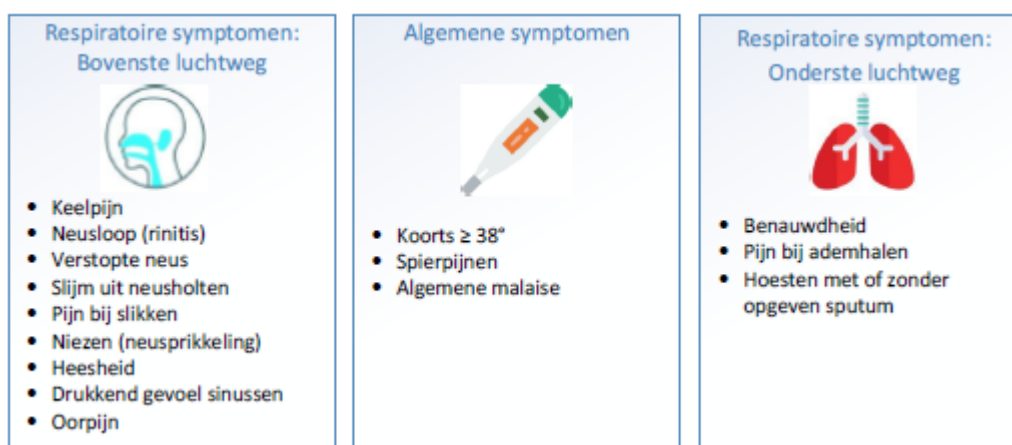 Respiratoire symptomen:
Bovenste luchtweg
• Keelpijn
• Neusloop (rinitis)
• Verstopte neus
• Slijm uit neusholten
• Pijn bij slikken
• Niezen (neusprikkeling)
• Heesheid
• Drukkend gevoel sinussen
• Oorpijn
Algemene symptomen
• Koorts ≥ 38°
• Spierpijnen
• Algemene malaise
Respiratoire symptomen:
Onderste luchtweg
• Benauwdheid
• Pijn bij ademhalen
• Hoesten met of zonder
opgeven sputum